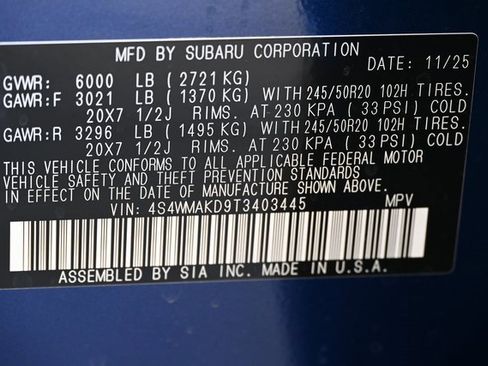 MFD BY SUBARU CORPORATION
DATE: 11/25
GVWR: 6000 LB (2721 KG)
GAWR:F 3021 LB (1370 KG) WITH 245/50R20 102H TIRES.
20X7 1/2J RIMS. AT 230 KPA (33 PSI) COLD
GAWR:R 3296 LB (1495 KG) WITH 245/50R20 102H TIRES.
20X7 1/2J RIMS. AT 230 KPA (33 PSI) COLD
THIS VEHICLE CONFORMS TO ALL APPLICABLE FEDERAL MOTOR
VEHICLE SAFETY AND THEFT PREVENTION STANDARDS
IN EFFECT ON THE DATE OF MANUFACTURE SHOWN ABOVE.
VIN: 4S4WMAKD9T3403445 MPV
ASSEMBLED BY SIA INC. MADE IN U.S.A.